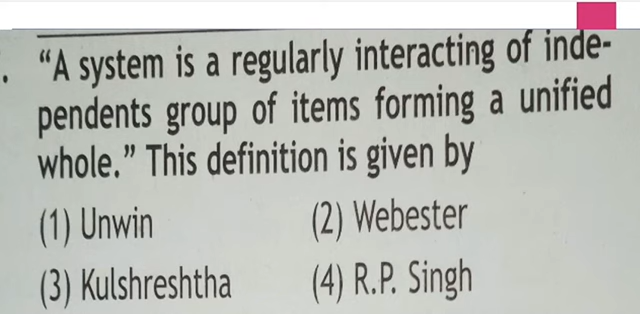 . “A system is a regularly interacting of inde-
pendents group of items forming a unified
whole.” This definition is given by
(1) Unwin (2) Webester
(3) Kulshreshtha (4) R.P. Singh